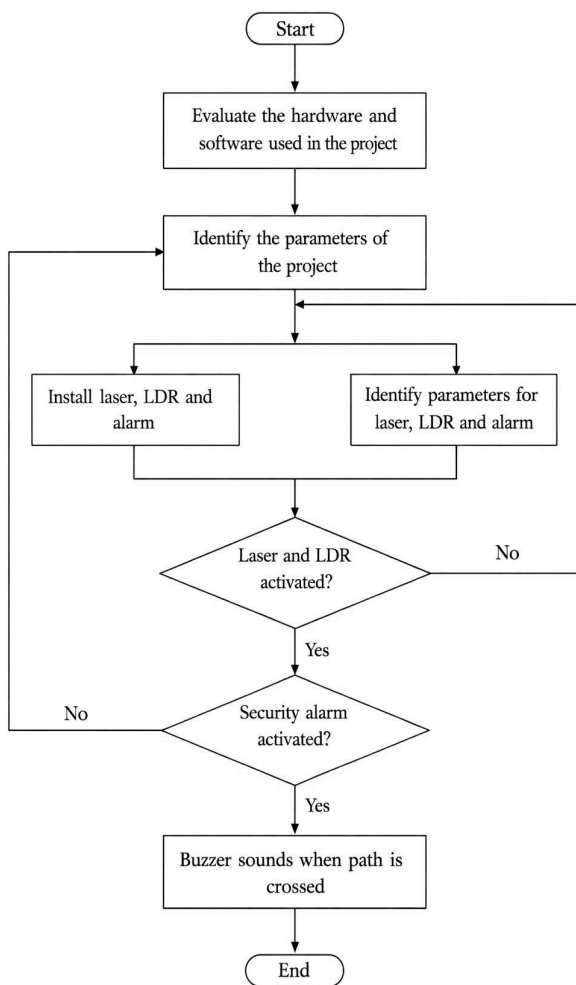 Start
Evaluate the hardware and
software used in the project
Identify the parameters of
the project
Install laser, LDR and
alarm
Identify parameters for
laser, LDR and alarm
Laser and LDR
activated?
No
Yes
Security alarm
activated?
No
Yes
Buzzer sounds when path is
crossed
End